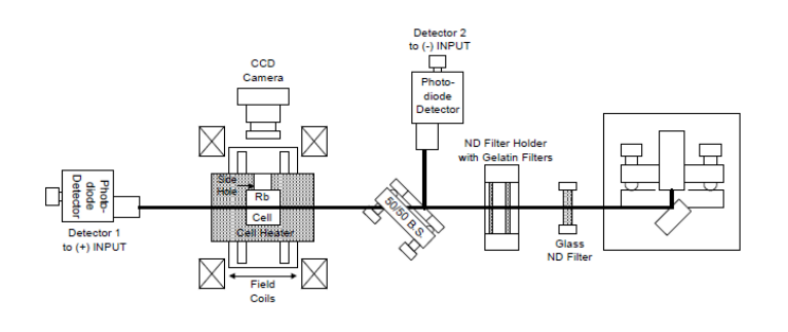 Detector 2
to (-) INPUT
CCD
Camera
Photo-
diode
Detector
ND Filter Holder
with Gelatin Filters
Side
Hole
Rb
Cell
Cell Heater
Photo-
diode
Detector
50/50 B.S.
Detector 1
to (+) INPUT
Glass
ND Filter
Field
Coils